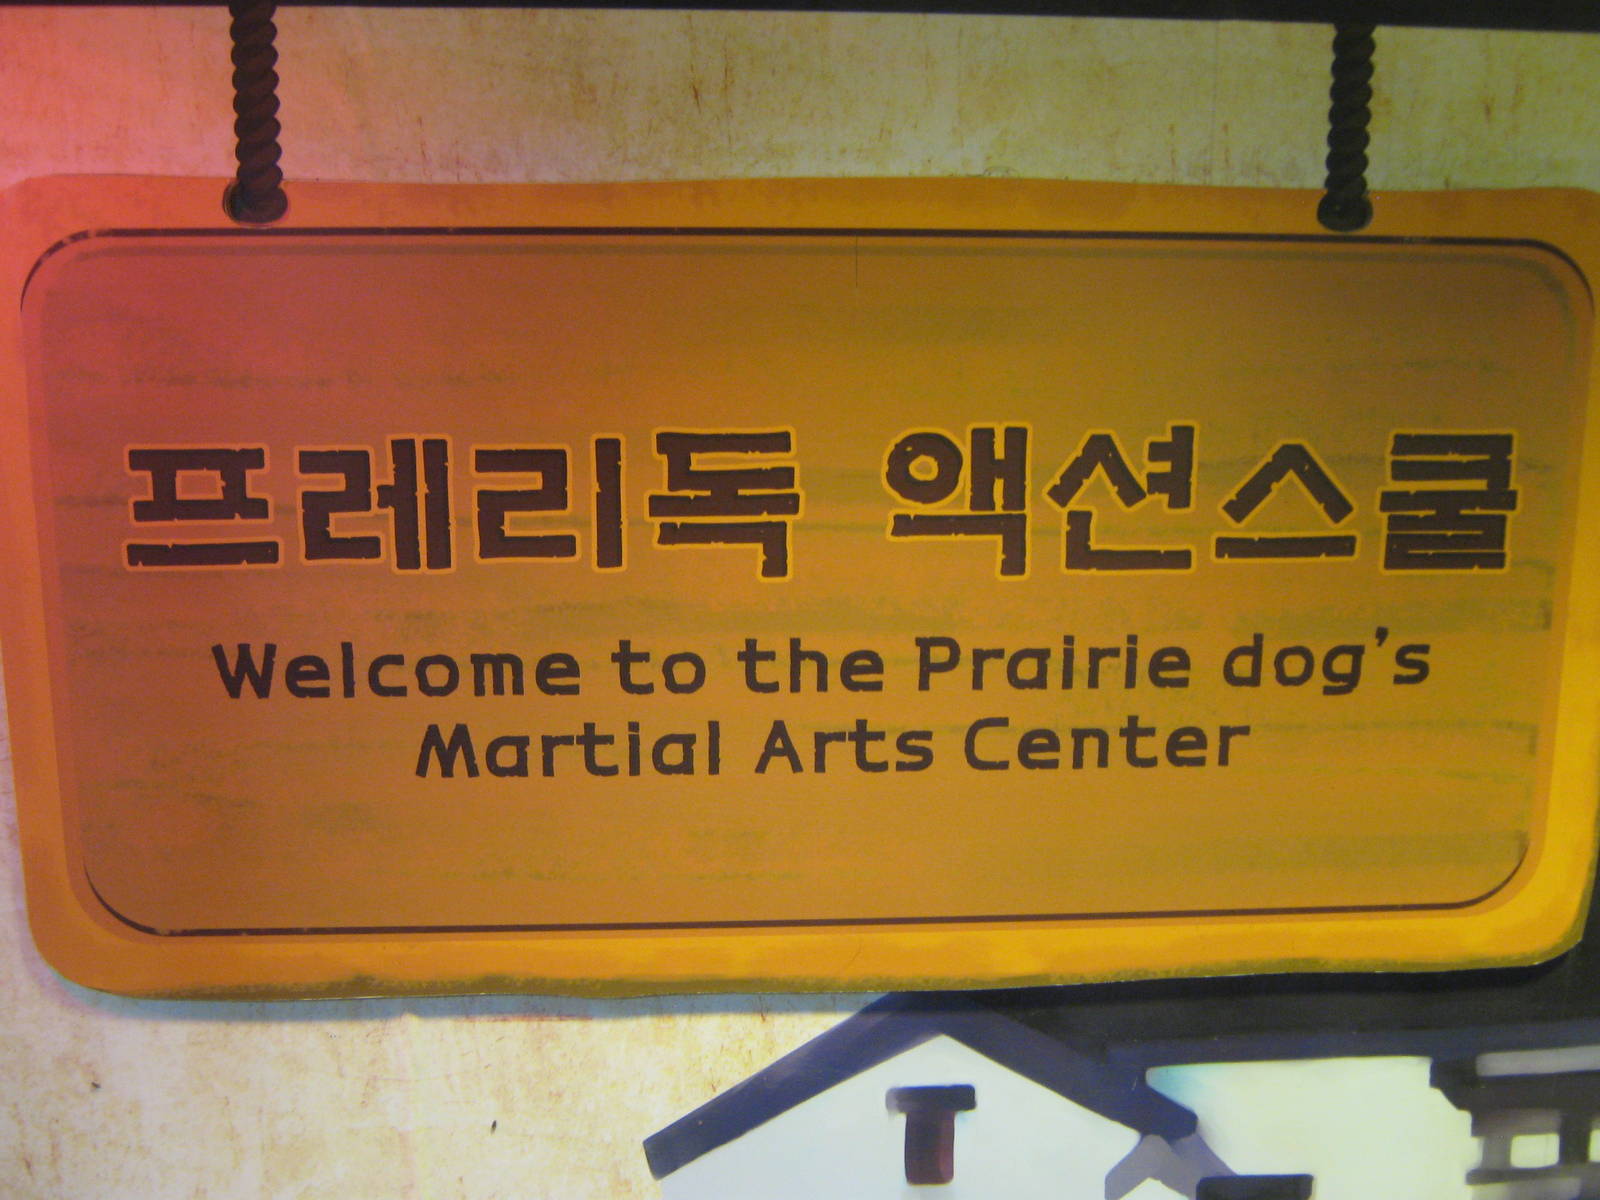 프레리독 액션스쿨
Welcome to the Prairie dog's
Martial Arts Center